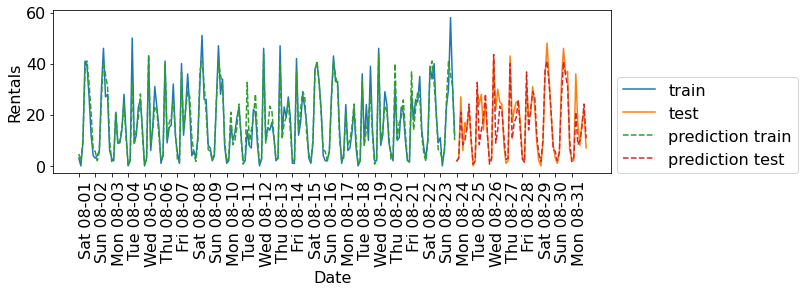 60
40
20
0
Rentals
Sat 08-01
Sun 08-02
Mon 08-03
Tue 08-04
Wed 08-05
Thu 08-06
Fri 08-07
Sat 08-08
Sun 08-09
Mon 08-10
Tue 08-11
Wed 08-12
Thu 08-13
Fri 08-14
Sat 08-15
Sun 08-16
Mon 08-17
Tue 08-18
Wed 08-19
Thu 08-20
Fri 08-21
Sat 08-22
Sun 08-23
Mon 08-24
Tue 08-25
Wed 08-26
Thu 08-27
Fri 08-28
Sat 08-29
Sun 08-30
Mon 08-31
Date
train
test
prediction train
prediction test